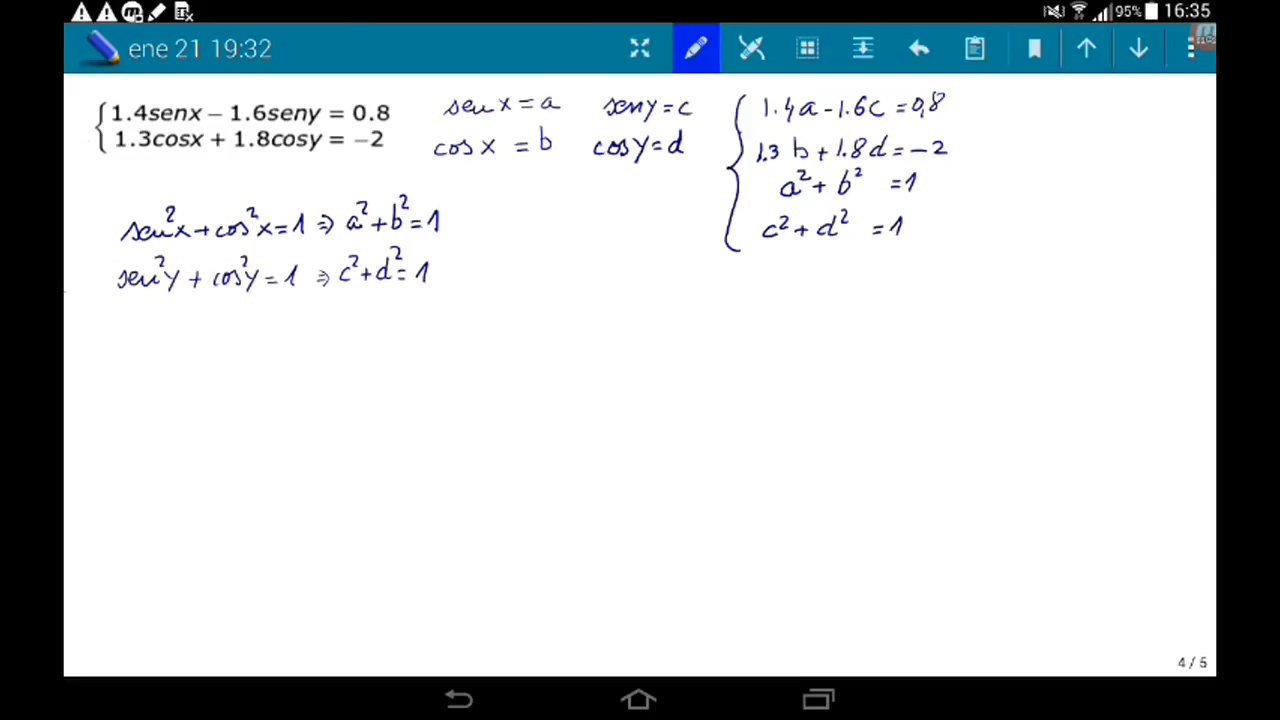 95% 16:35
ene 21 19:32
1.4senx – 1.6seny = 0.8
1.3cosx + 1.8cosy = −2
sen x = a sen y = c
cos x = b cos y = d
1.4a - 1.6c = 0,8
1.3 b + 1.8d = -2
a² + b² = 1
c² + d² = 1
sen²x + cos²x = 1 ⇒ a² + b² = 1
sen²y + cos²y = 1 ⇒ c² + d² = 1
4 / 5